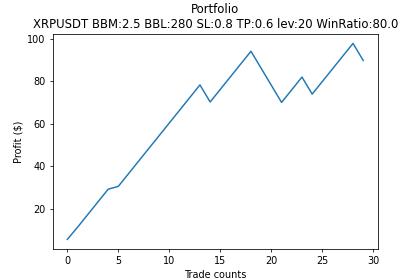 Portfolio
XRPUSDT BBM:2.5 BBL:280 SL:0.8 TP:0.6 lev:20 WinRatio:80.0
100
80
60
40
20
Profit ($)
0 5 10 15 20 25 30
Trade counts